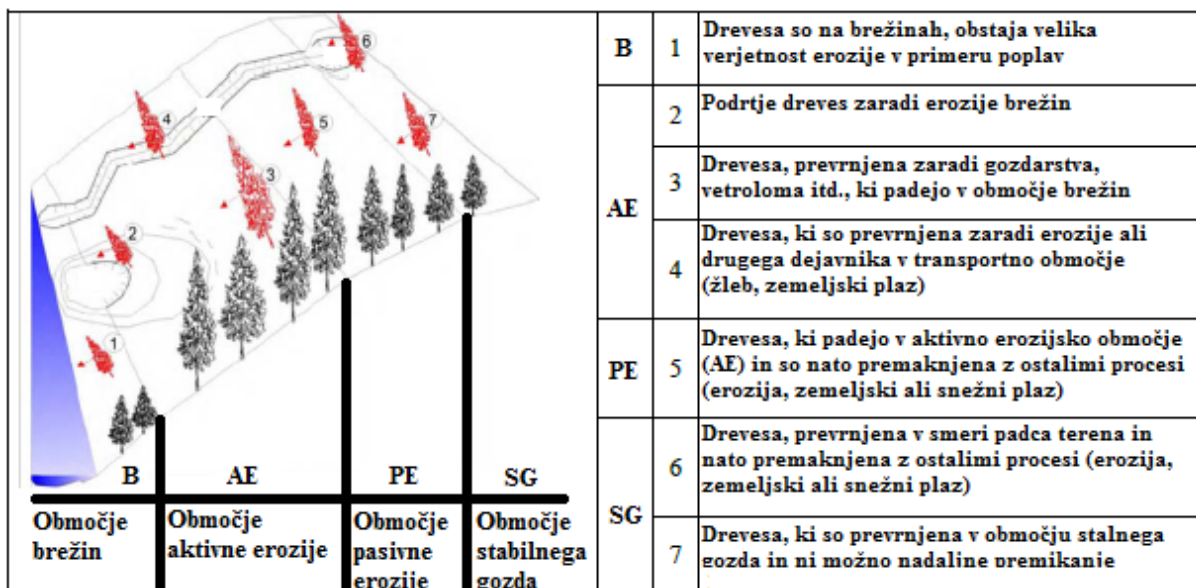 6
4
5
7
3
2
1
B
AE
PE
SG
Območje
brežin
Območje
aktivne erozije
Območje
pasivne
erozije
Območje
stabilnega
gozda
B
1
Drevesa so na brežinah, obstaja velika
verjetnost erozije v primeru poplav
AE
2
Podrtje dreves zaradi erozije brežin
3
Drevesa, prevrnjena zaradi gozdarstva,
vetroloma itd., ki padejo v območje brežin
4
Drevesa, ki so prevrnjena zaradi erozije ali
drugega dejavnika v transportno območje
(žleb, zemeljski plaz)
PE
5
Drevesa, ki padejo v aktivno erozijsko območje
(AE) in so nato premaknjena z ostalimi procesi
(erozija, zemeljski ali snežni plaz)
SG
6
Drevesa, prevrnjena v smeri padca terena in
nato premaknjena z ostalimi procesi (erozija,
zemeljski ali snežni plaz)
7
Drevesa, ki so prevrnjena v območju stalnega
gozda in ni možno nadaljne premikanje